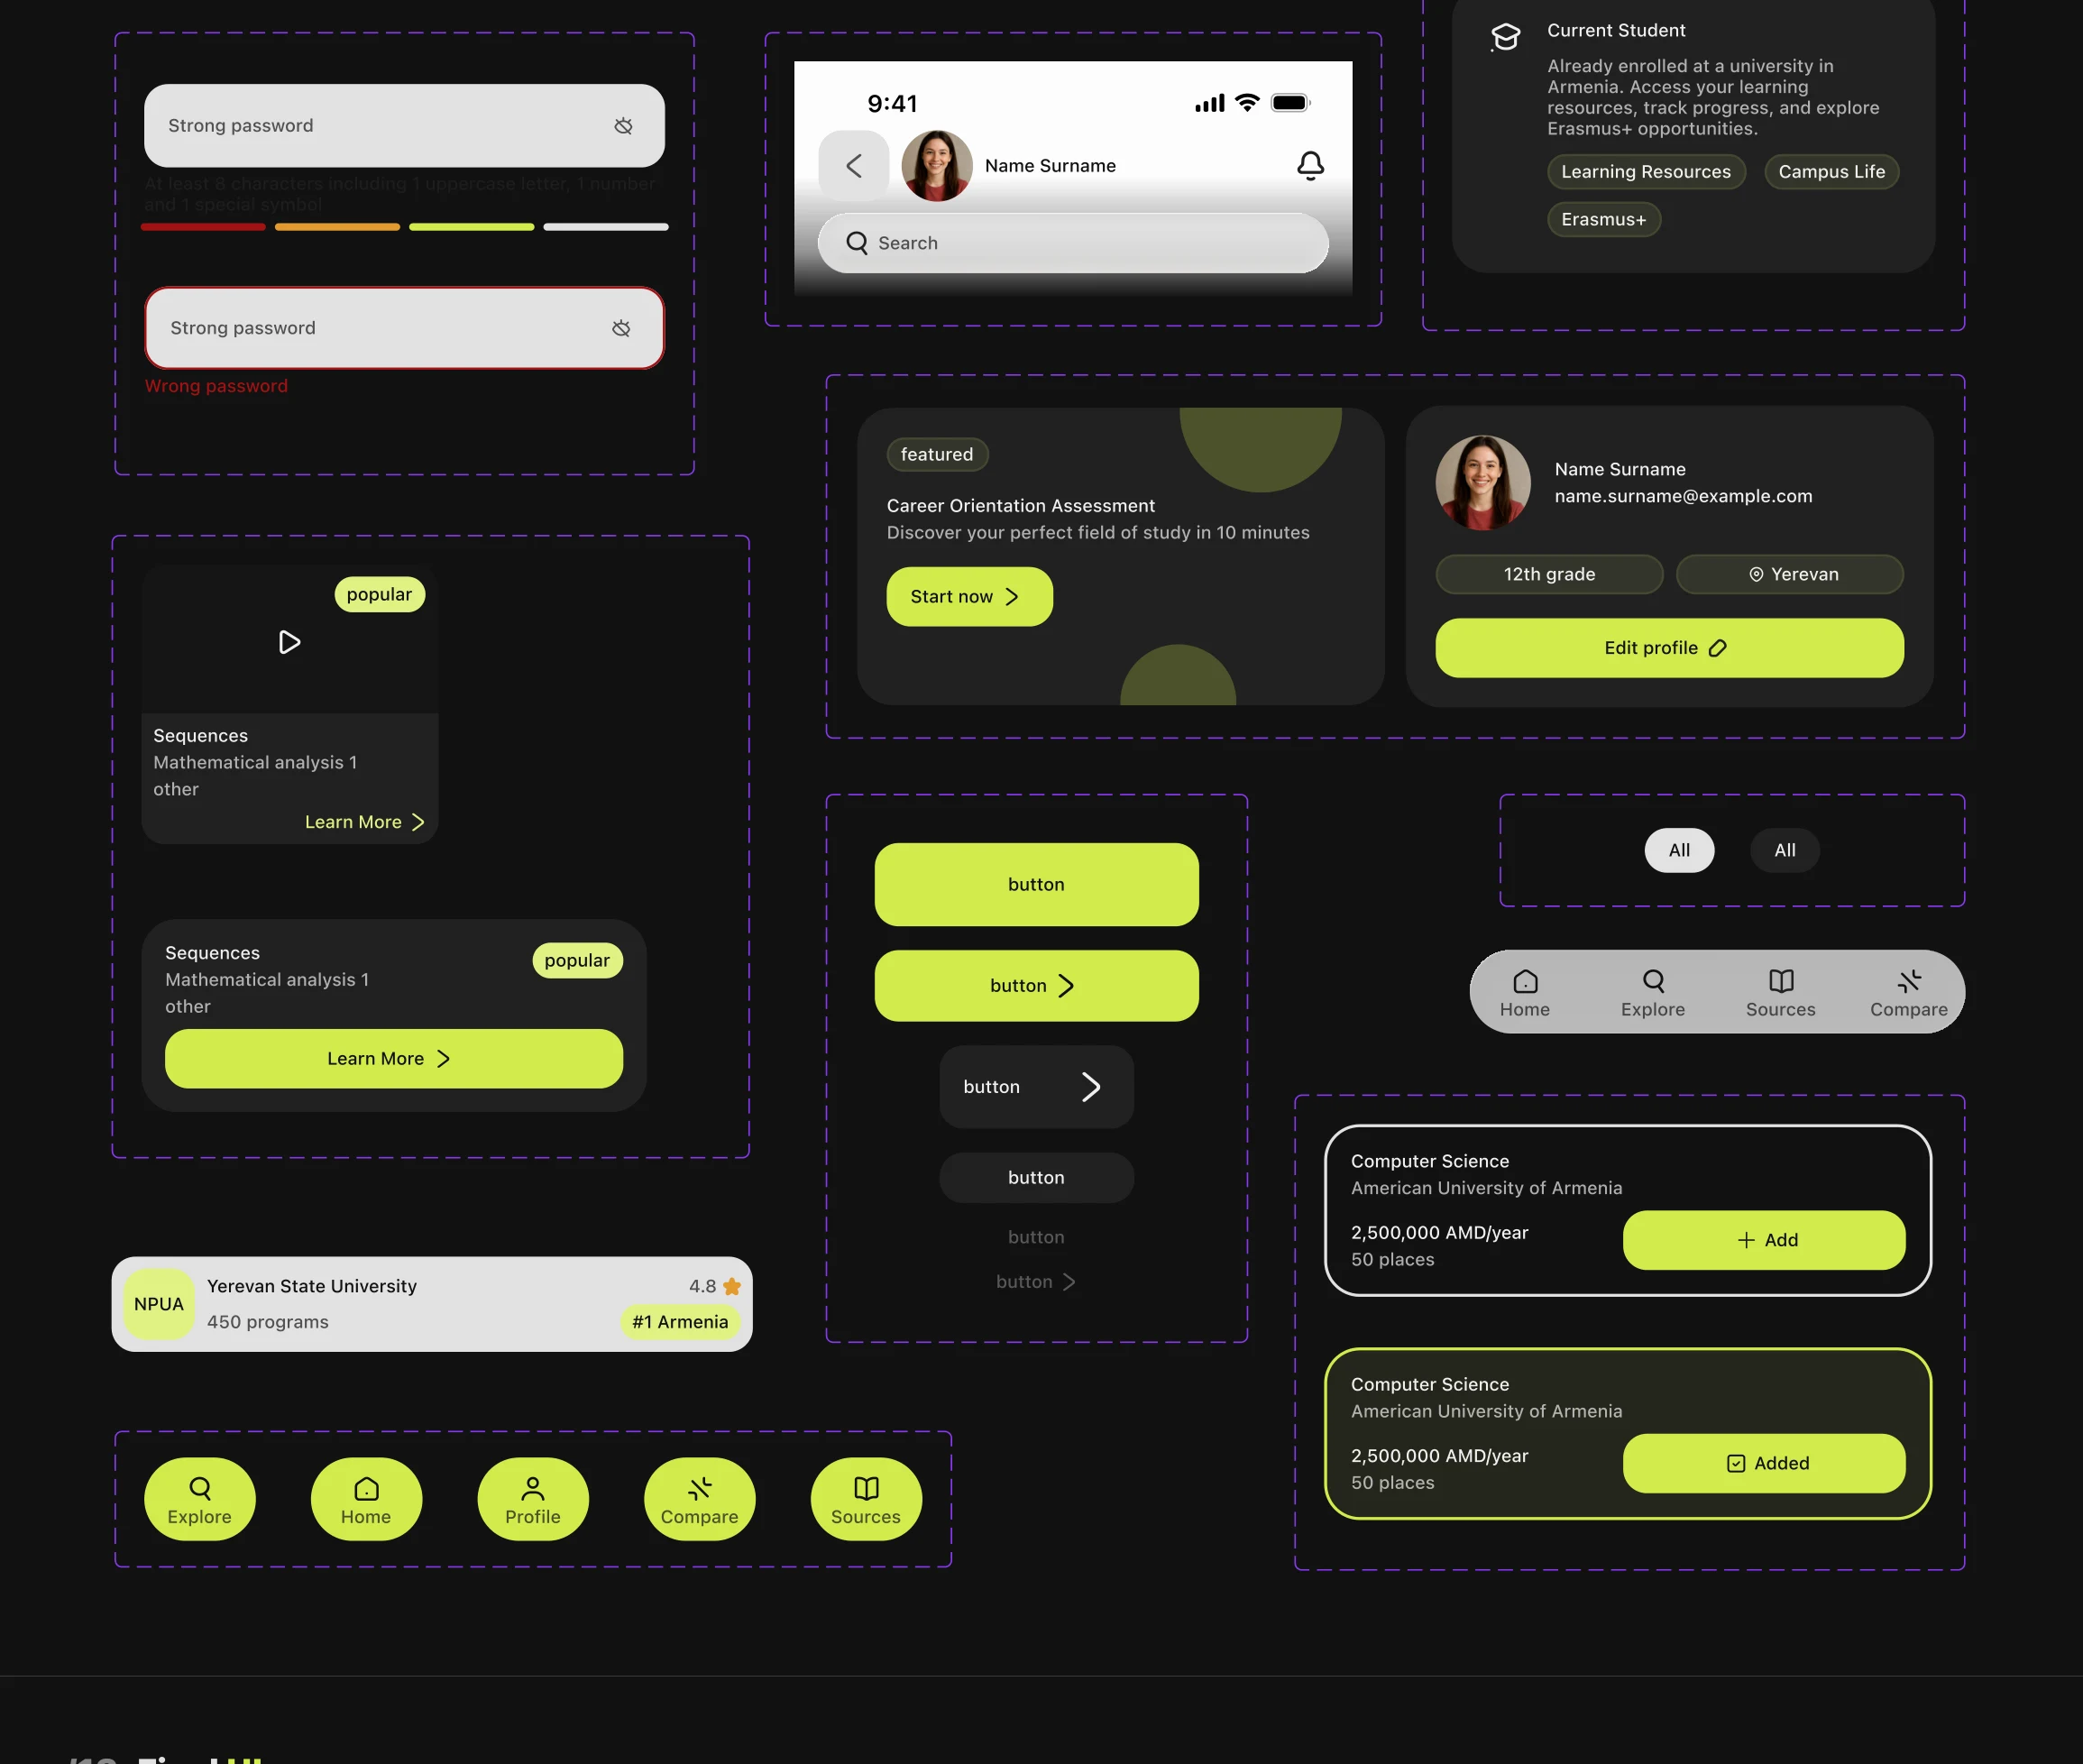 Strong password
At least 8 characters including 1 uppercase letter, 1 number
and 1 special symbol
Strong password
Wrong password
9:41
Name Surname
Search
Current Student
Already enrolled at a university in
Armenia. Access your learning
resources, track progress, and explore
Erasmus+ opportunities.
Learning Resources
Campus Life
Erasmus+
featured
Career Orientation Assessment
Discover your perfect field of study in 10 minutes
Start now
Name Surname
name.surname@example.com
12th grade
Yerevan
Edit profile
popular
Sequences
Mathematical analysis 1
other
Learn More
Sequences
popular
Mathematical analysis 1
other
Learn More
button
button
button
button
button
button
All
All
Home
Explore
Sources
Compare
Computer Science
American University of Armenia
2,500,000 AMD/year
50 places
Add
Computer Science
American University of Armenia
2,500,000 AMD/year
50 places
Added
NPUA
Yerevan State University
4.8
450 programs
#1 Armenia
Explore
Home
Profile
Compare
Sources